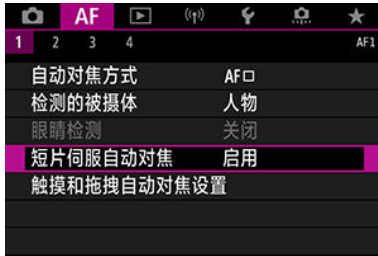 AF
1 2 3 4 AF1
自动对焦方式 AF
检测的被摄体 人物
眼睛检测 关闭
短片伺服自动对焦 启用
触摸和拖拽自动对焦设置